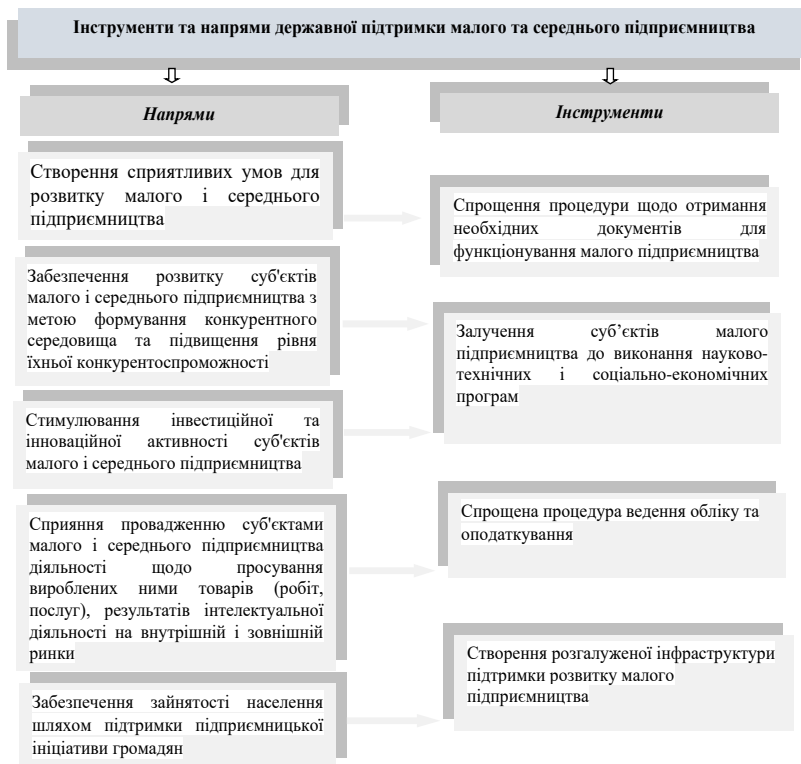 Інструменти та напрями державної підтримки малого та середнього підприємництва
Напрями
Створення сприятливих умов для
розвитку малого і середнього
підприємництва
Забезпечення розвитку суб'єктів
малого і середнього підприємництва з
метою формування конкурентного
середовища та підвищення рівня
їхньої конкурентоспроможності
Стимулювання інвестиційної та
інноваційної активності суб'єктів
малого і середнього підприємництва
Сприяння провадженню суб'єктами
малого і середнього підприємництва
діяльності щодо просування
вироблених ними товарів (робіт,
послуг), результатів інтелектуальної
діяльності на внутрішній і зовнішній
ринки
Забезпечення зайнятості населення
шляхом підтримки підприємницької
ініціативи громадян
Інструменти
Спрощення процедури щодо отримання
необхідних документів для
функціонування малого підприємництва
Залучення суб’єктів малого
підприємництва до виконання науково-
технічних і соціально-економічних
програм
Спрощена процедура ведення обліку та
оподаткування
Створення розгалуженої інфраструктури
підтримки розвитку малого
підприємництва